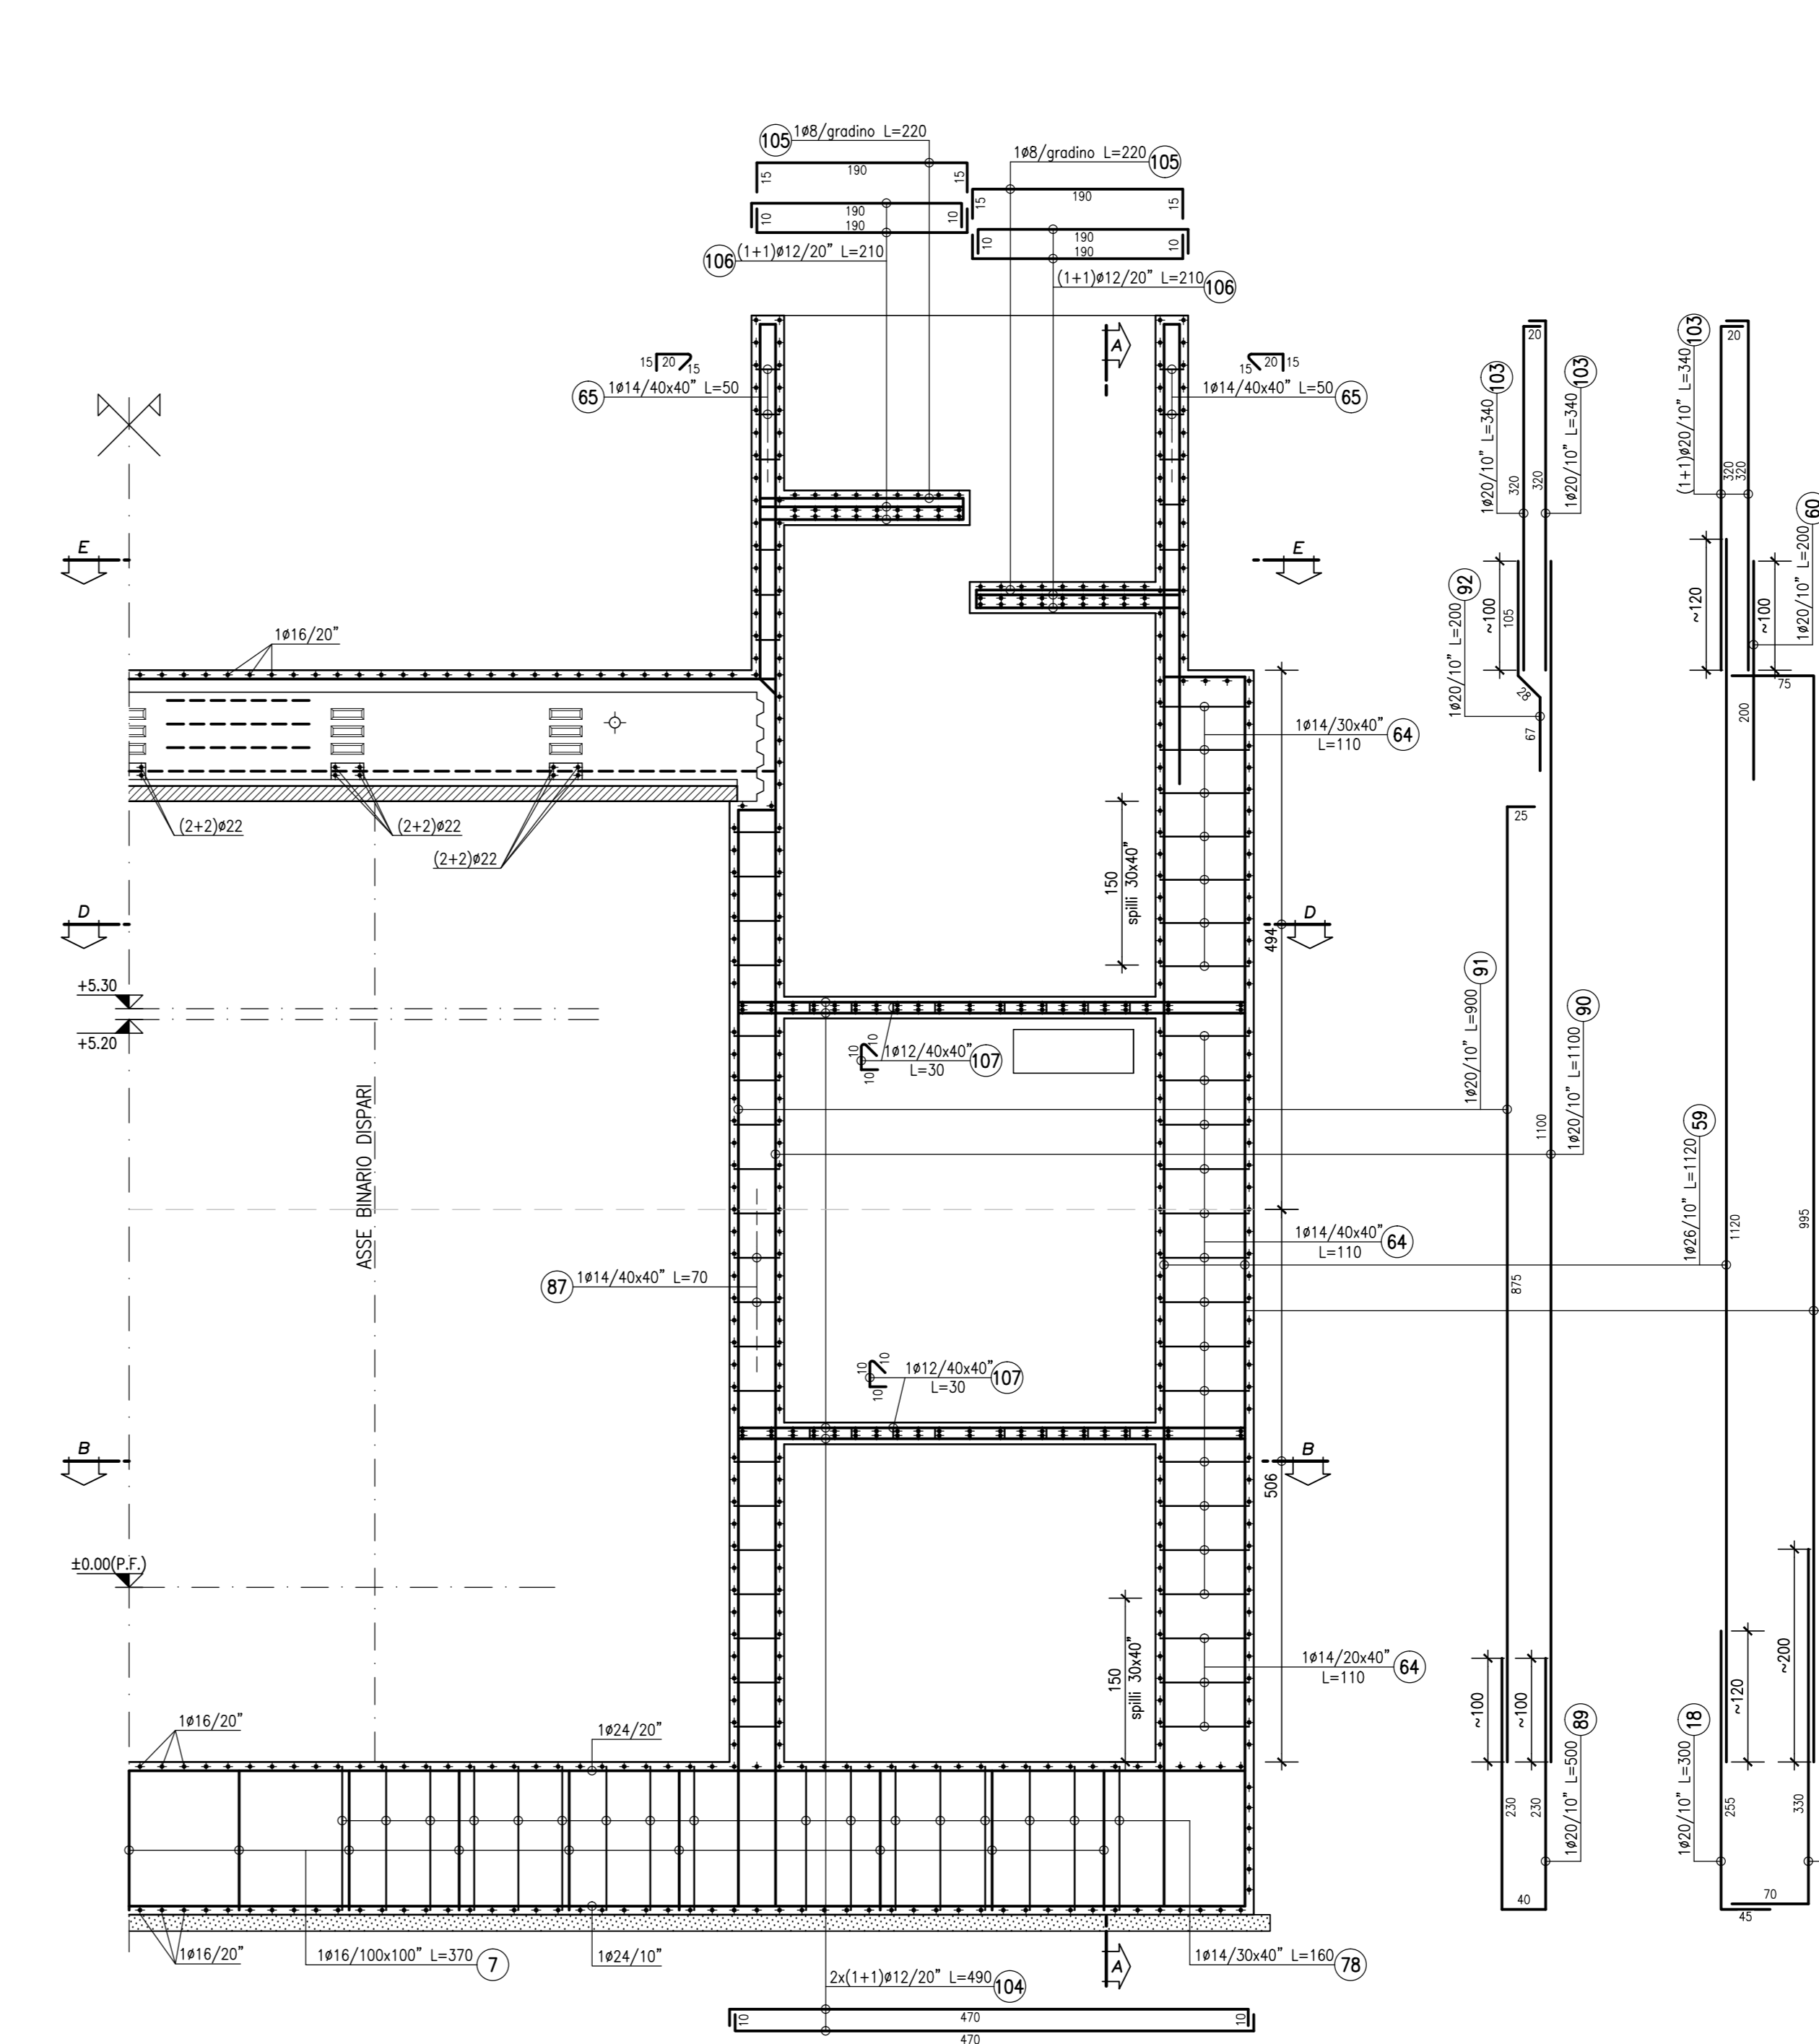 105
1ø8/gradino L=220
15
190
15
1ø8/gradino L=220
105
15
190
15
10
190
190
10
106
(1+1)ø12/20” L=210
10
190
190
10
(1+1)ø12/20” L=210
106
A
15
20
15
65
1ø14/40x40” L=50
15
20
15
1ø14/40x40” L=50
65
E
E
1ø16/20”
(2+2)ø22
(2+2)ø22
(2+2)ø22
1ø14/30x40”
L=110
64
150
spilli 30x40”
D
D
494
+5.30
+5.20
10
10
10
1ø12/40x40”
L=30
107
ASSE BINARIO DISPARI
1ø14/40x40”
L=110
64
87
1ø14/40x40” L=70
10
10
10
1ø12/40x40”
L=30
107
B
B
506
±0.00(P.F.)
150
spilli 30x40”
1ø14/20x40”
L=110
64
1ø16/20”
1ø24/20”
1ø16/20”
1ø16/100x100” L=370
7
1ø24/10”
1ø14/30x40” L=160
78
A
2x(1+1)ø12/20” L=490
104
10
470
10
470
20
103
1ø20/10” L=340
320
320
103
1ø20/10” L=340
92
1ø20/10” L=200
~100
105
28
67
25
91
1ø20/10” L=900
90
1ø20/10” L=1100
1100
875
~100
~100
89
1ø20/10” L=500
230
230
40
103
(1+1)ø20/10” L=340
20
320
320
60
1ø20/10” L=200
~120
~100
75
200
59
1ø26/10” L=1120
1120
995
~200
~120
18
1ø20/10” L=300
255
330
70
45